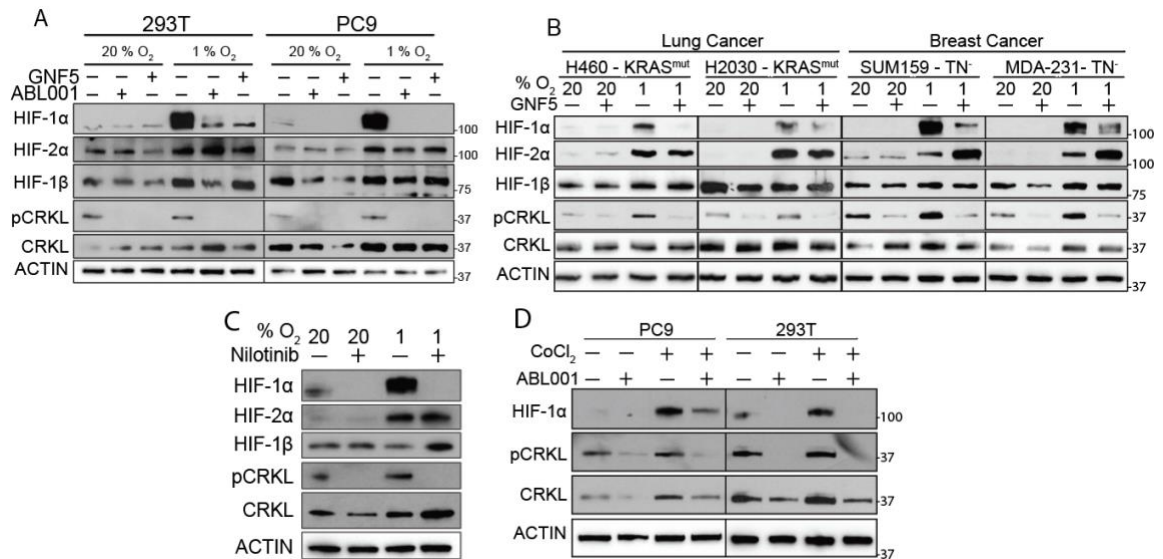 A
293T PC9
20 % O₂ 1 % O₂ 20 % O₂ 1 % O₂
GNF5 – – + – – + – – + – – +
ABL001 – + – – + – – + – – + –
HIF-1α -100
HIF-2α -100
HIF-1β -75
pCRKL -37
CRKL -37
ACTIN -37
B
Lung Cancer Breast Cancer
H460 - KRASᵐᵘᵗ H2030 - KRASᵐᵘᵗ SUM159 - TN⁻ MDA-231- TN⁻
% O₂ 20 20 1 1 20 20 1 1 20 20 1 1 20 20 1 1
GNF5 – + – + – + – + – + – + – + – +
HIF-1α -100
HIF-2α -100
HIF-1β -75
pCRKL -37
CRKL -37
ACTIN -37
C
% O₂ 20 20 1 1
Nilotinib – + – +
HIF-1α
HIF-2α
HIF-1β
pCRKL
CRKL
ACTIN
D
PC9 293T
CoCl₂ – – + + – – + +
ABL001 – + – + – + – +
HIF-1α -100
pCRKL -37
CRKL -37
ACTIN -37